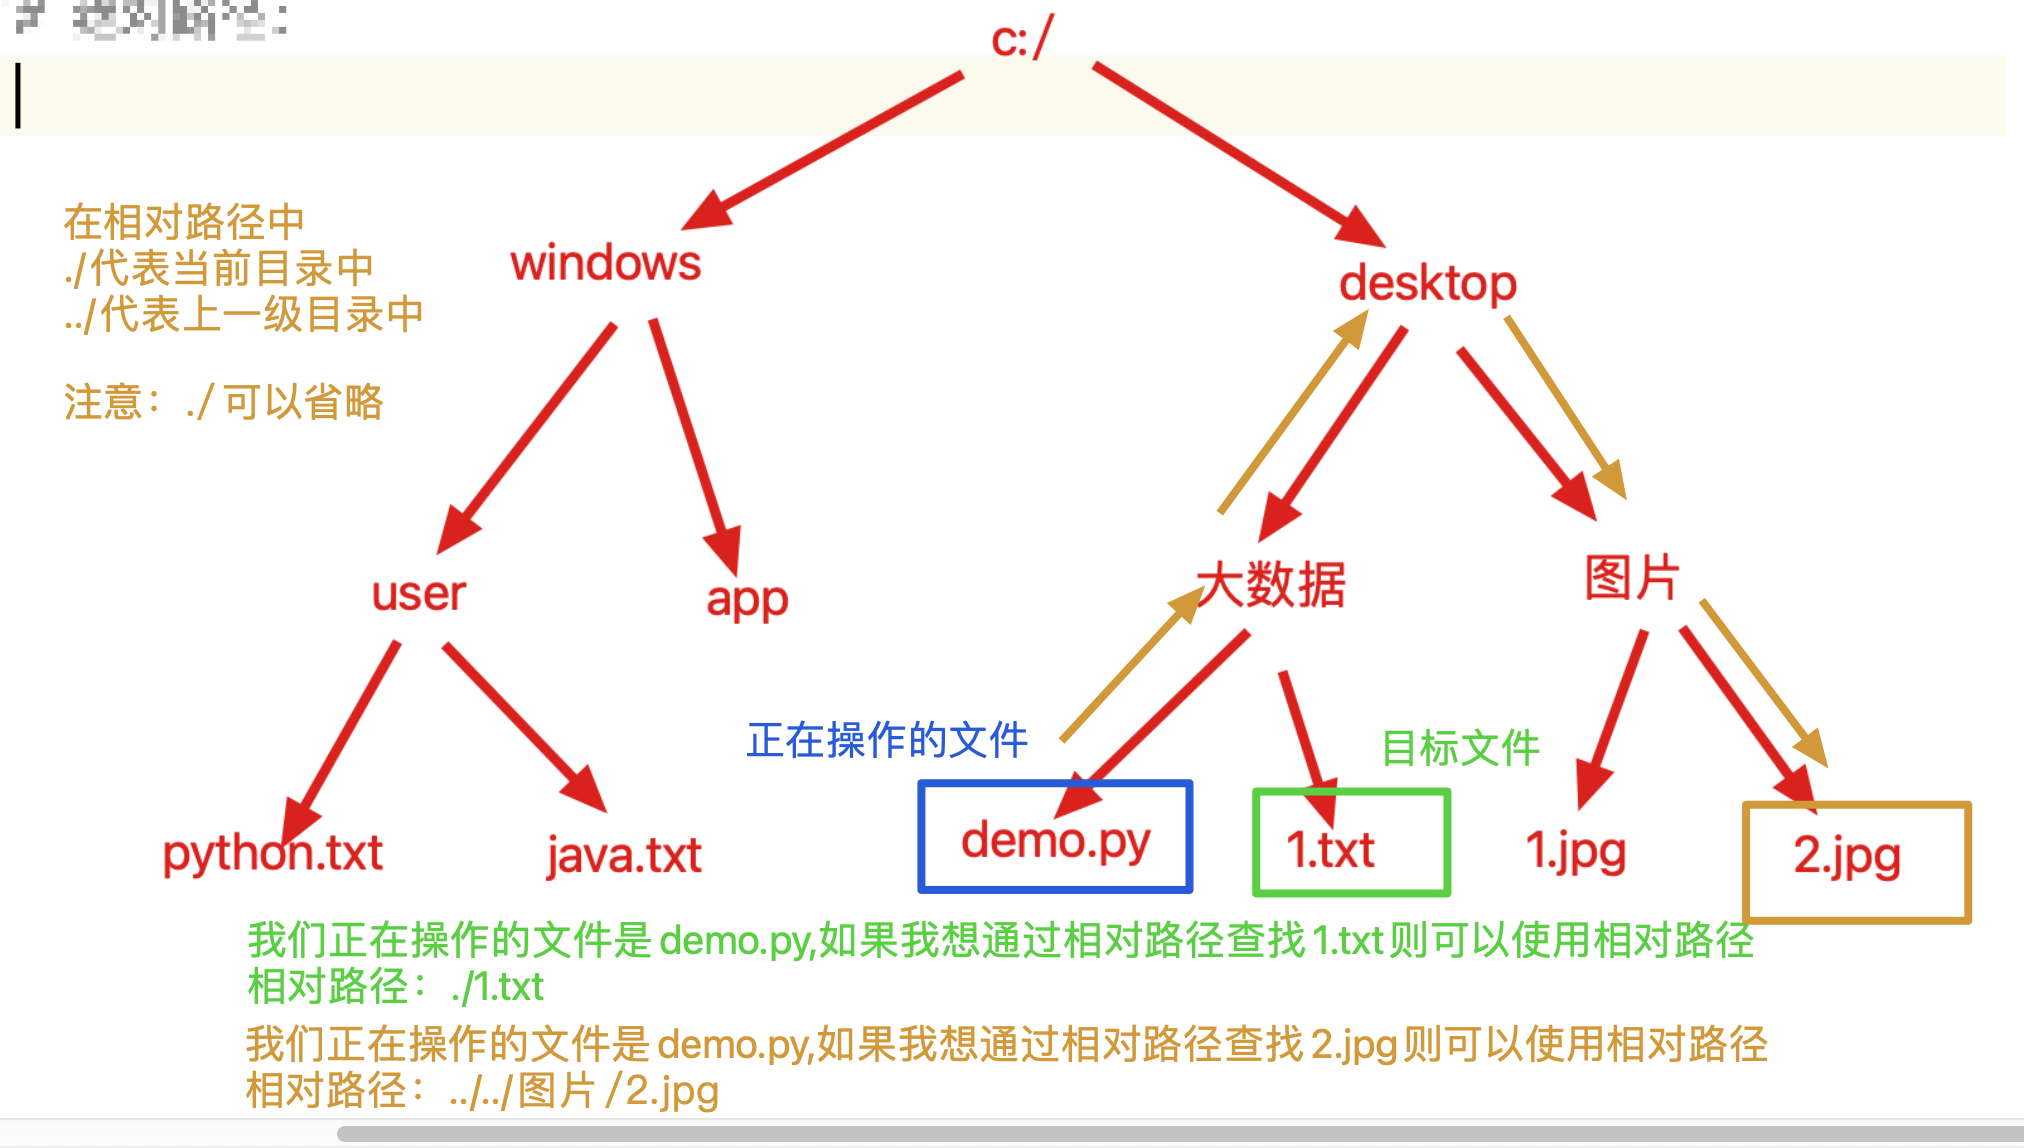 绝对路径:
c:/
在相对路径中
./代表当前目录中
../代表上一级目录中
注意：./可以省略
windows
desktop
user
app
大数据
图片
正在操作的文件
目标文件
python.txt
java.txt
demo.py
1.txt
1.jpg
2.jpg
我们正在操作的文件是demo.py,如果我想通过相对路径查找1.txt则可以使用相对路径
相对路径：./1.txt
我们正在操作的文件是demo.py,如果我想通过相对路径查找2.jpg则可以使用相对路径
相对路径：../../图片/2.jpg